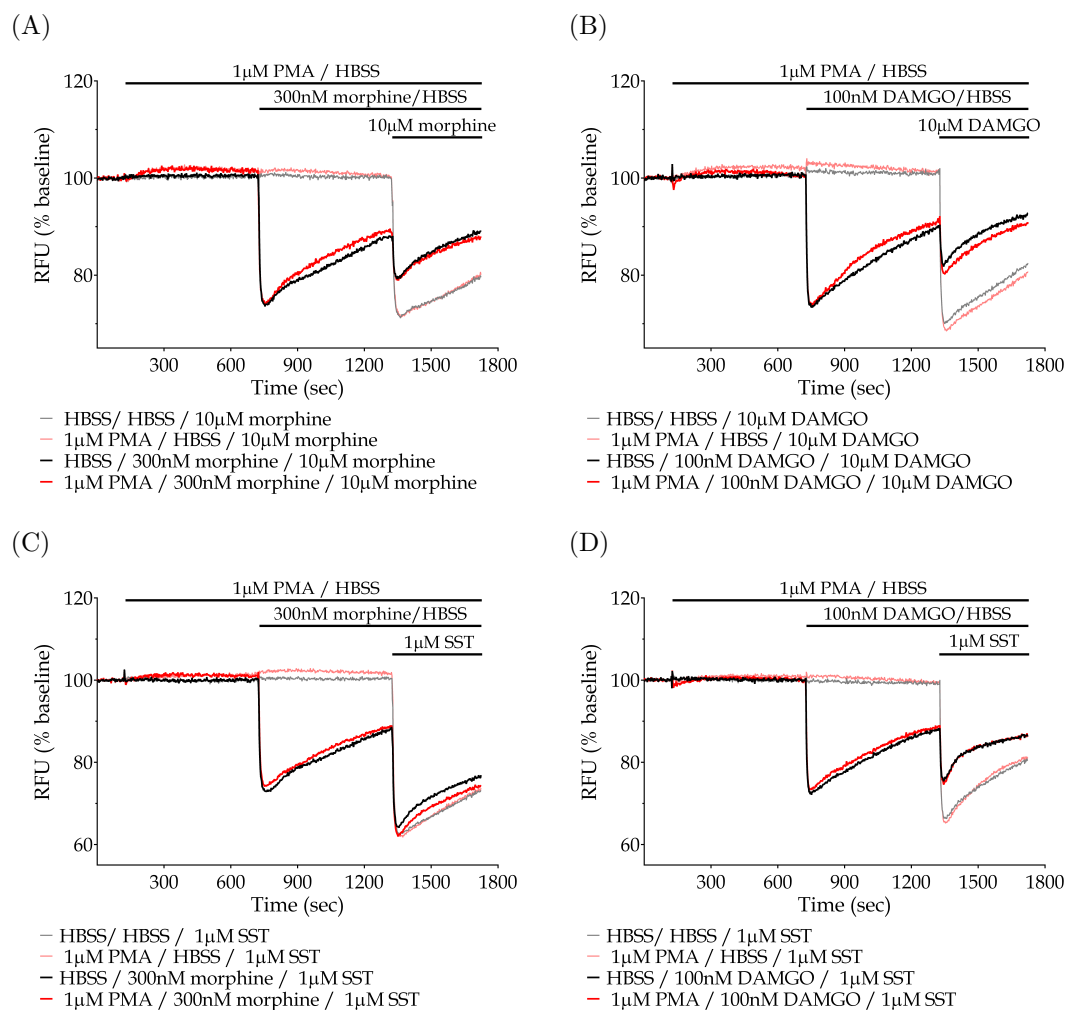 (A)
1μM PMA / HBSS
300nM morphine/HBSS
10μM morphine
120
100
80
RFU (% baseline)
300 600 900 1200 1500 1800
Time (sec)
HBSS/ HBSS / 10μM morphine
1μM PMA / HBSS / 10μM morphine
HBSS / 300nM morphine / 10μM morphine
1μM PMA / 300nM morphine / 10μM morphine
(B)
1μM PMA / HBSS
100nM DAMGO/HBSS
10μM DAMGO
120
100
80
RFU (% baseline)
300 600 900 1200 1500 1800
Time (sec)
HBSS/ HBSS / 10μM DAMGO
1μM PMA / HBSS / 10μM DAMGO
HBSS / 100nM DAMGO / 10μM DAMGO
1μM PMA / 100nM DAMGO / 10μM DAMGO
(C)
1μM PMA / HBSS
300nM morphine/HBSS
1μM SST
120
100
80
60
RFU (% baseline)
300 600 900 1200 1500 1800
Time (sec)
HBSS/ HBSS / 1μM SST
1μM PMA / HBSS / 1μM SST
HBSS / 300nM morphine / 1μM SST
1μM PMA / 300nM morphine / 1μM SST
(D)
1μM PMA / HBSS
100nM DAMGO/HBSS
1μM SST
120
100
80
60
RFU (% baseline)
300 600 900 1200 1500 1800
Time (sec)
HBSS/ HBSS / 1μM SST
1μM PMA / HBSS / 1μM SST
HBSS / 100nM DAMGO / 1μM SST
1μM PMA / 100nM DAMGO / 1μM SST